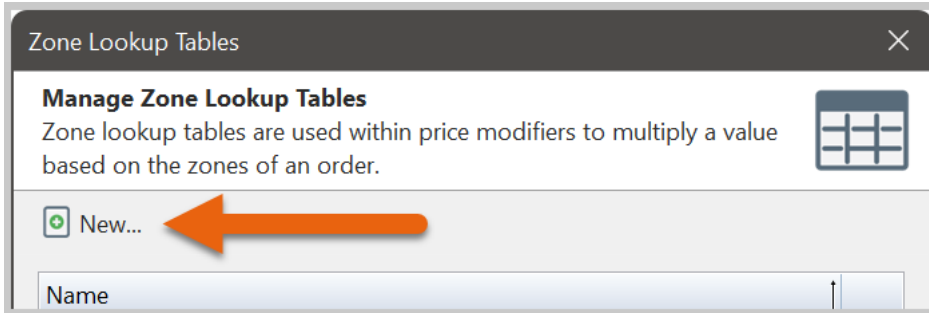 Zone Lookup Tables
Manage Zone Lookup Tables
Zone lookup tables are used within price modifiers to multiply a value
based on the zones of an order.
New...
Name